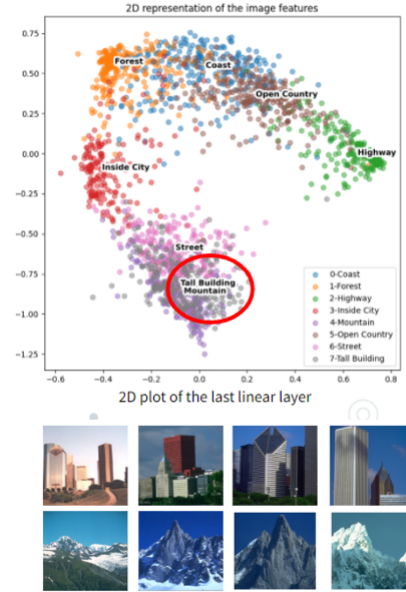 2D representation of the image features
0.75
0.50
0.25
0.00
−0.25
−0.50
−0.75
−1.00
−1.25
Forest
Coast
Open Country
Highway
Inside City
Street
Tall Building
Mountain
0-Coast
1-Forest
2-Highway
3-Inside City
4-Mountain
5-Open Country
6-Street
7-Tall Building
−0.6 −0.4 −0.2 0.0 0.2 0.4 0.6 0.8
2D plot of the last linear layer